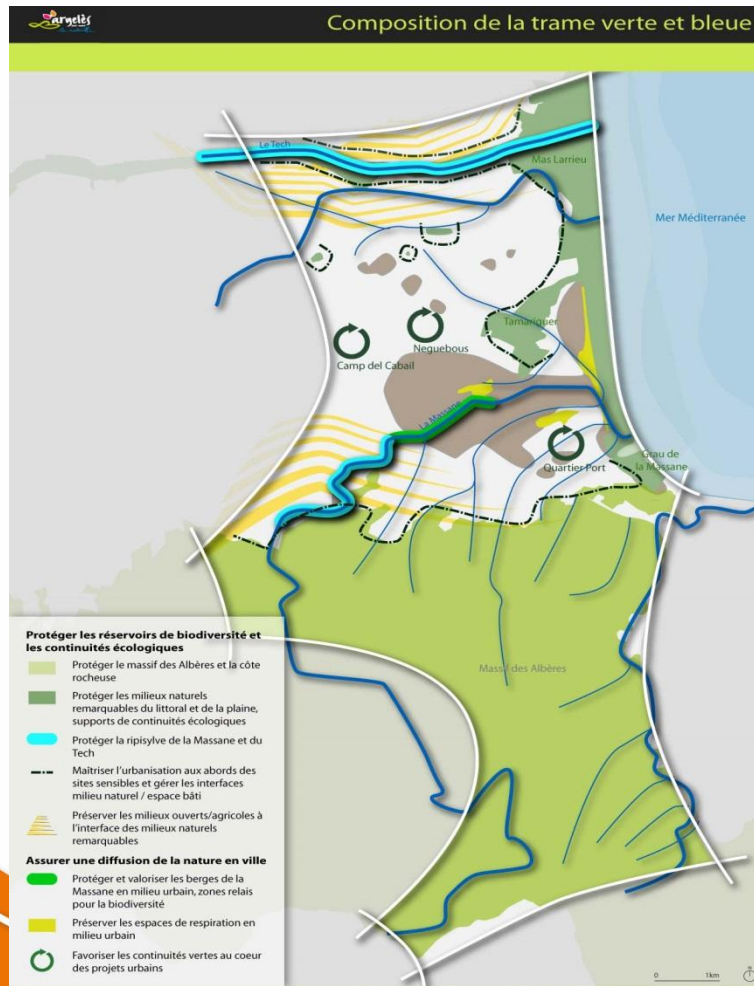 argelès
Composition de la trame verte et bleue
Le Tech
Mas Larrieu
Mer Méditerranée
Tamariguer
Neguebous
Camp del Cabail
La Massane
Quartier Port
Grau de
la Massane
Massif des Albères
Protéger les réservoirs de biodiversité et
les continuités écologiques
Protéger le massif des Albères et la côte
rocheuse
Protéger les milieux naturels
remarquables du littoral et de la plaine,
supports de continuités écologiques
Protéger la ripisylve de la Massane et du
Tech
Maîtriser l'urbanisation aux abords des
sites sensibles et gérer les interfaces
milieu naturel / espace bâti
Préserver les milieux ouverts/agricoles à
l'interface des milieux naturels
remarquables
Assurer une diffusion de la nature en ville
Protéger et valoriser les berges de la
Massane en milieu urbain, zones relais
pour la biodiversité
Préserver les espaces de respiration en
milieu urbain
Favoriser les continuités vertes au coeur
des projets urbains
0 1km
N